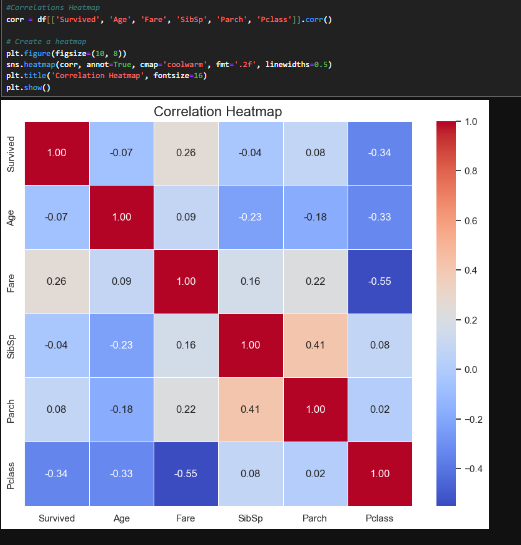 #Correlations Heatmap
corr = df[['Survived', 'Age', 'Fare', 'SibSp', 'Parch', 'Pclass']].corr()
# Create a heatmap
plt.figure(figsize=(10, 8))
sns.heatmap(corr, annot=True, cmap='coolwarm', fmt='.2f', linewidths=0.5)
plt.title('Correlation Heatmap', fontsize=16)
plt.show()
Correlation Heatmap
Survived 1.00 -0.07 0.26 -0.04 0.08 -0.34
Age -0.07 1.00 0.09 -0.23 -0.18 -0.33
Fare 0.26 0.09 1.00 0.16 0.22 -0.55
SibSp -0.04 -0.23 0.16 1.00 0.41 0.08
Parch 0.08 -0.18 0.22 0.41 1.00 0.02
Pclass -0.34 -0.33 -0.55 0.08 0.02 1.00
Survived Age Fare SibSp Parch Pclass
1.0
0.8
0.6
0.4
0.2
0.0
−0.2
−0.4